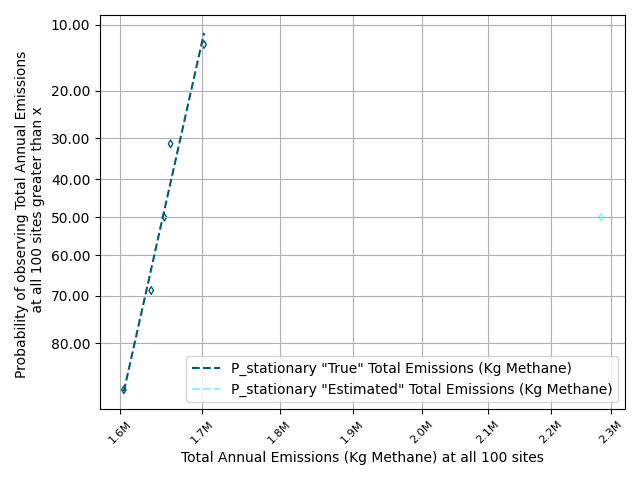 10.00
20.00
30.00
40.00
50.00
60.00
70.00
80.00
Probability of observing Total Annual Emissions
at all 100 sites greater than x
P_stationary "True" Total Emissions (Kg Methane)
P_stationary "Estimated" Total Emissions (Kg Methane)
1.6M
1.7M
1.8M
1.9M
2.0M
2.1M
2.2M
2.3M
Total Annual Emissions (Kg Methane) at all 100 sites